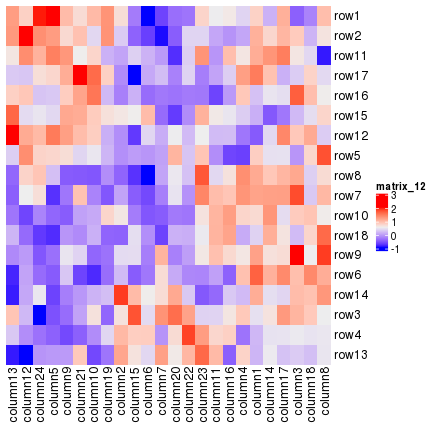 row1
row2
row11
row17
row16
row15
row12
row5
row8
row7
row10
row18
row9
row6
row14
row3
row4
row13
matrix_12
3
2
1
0
-1
column13
column12
column24
column5
column9
column21
column10
column19
column2
column15
column6
column7
column20
column22
column23
column11
column16
column4
column1
column14
column17
column3
column18
column8